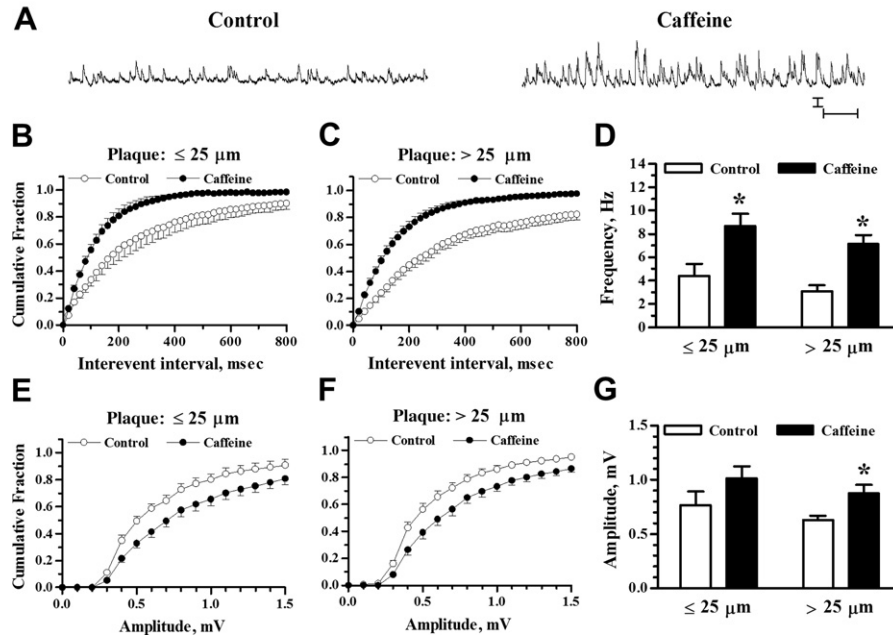 A
Control
Caffeine
B
Plaque: ≤ 25 μm
Control
Caffeine
Cumulative Fraction
1.0
0.8
0.6
0.4
0.2
0.0
0
200
400
600
800
Interevent interval, msec
C
Plaque: > 25 μm
Control
Caffeine
1.0
0.8
0.6
0.4
0.2
0.0
0
200
400
600
800
Interevent interval, msec
D
Control
Caffeine
Frequency, Hz
14
12
10
8
6
4
2
0
*
*
≤ 25 μm
> 25 μm
E
Plaque: ≤ 25 μm
Control
Caffeine
Cumulative Fraction
1.0
0.8
0.6
0.4
0.2
0.0
0.0
0.5
1.0
1.5
Amplitude, mV
F
Plaque: > 25 μm
Control
Caffeine
1.0
0.8
0.6
0.4
0.2
0.0
0.0
0.5
1.0
1.5
Amplitude, mV
G
Control
Caffeine
Amplitude, mV
1.5
1.0
0.5
0.0
*
≤ 25 μm
> 25 μm